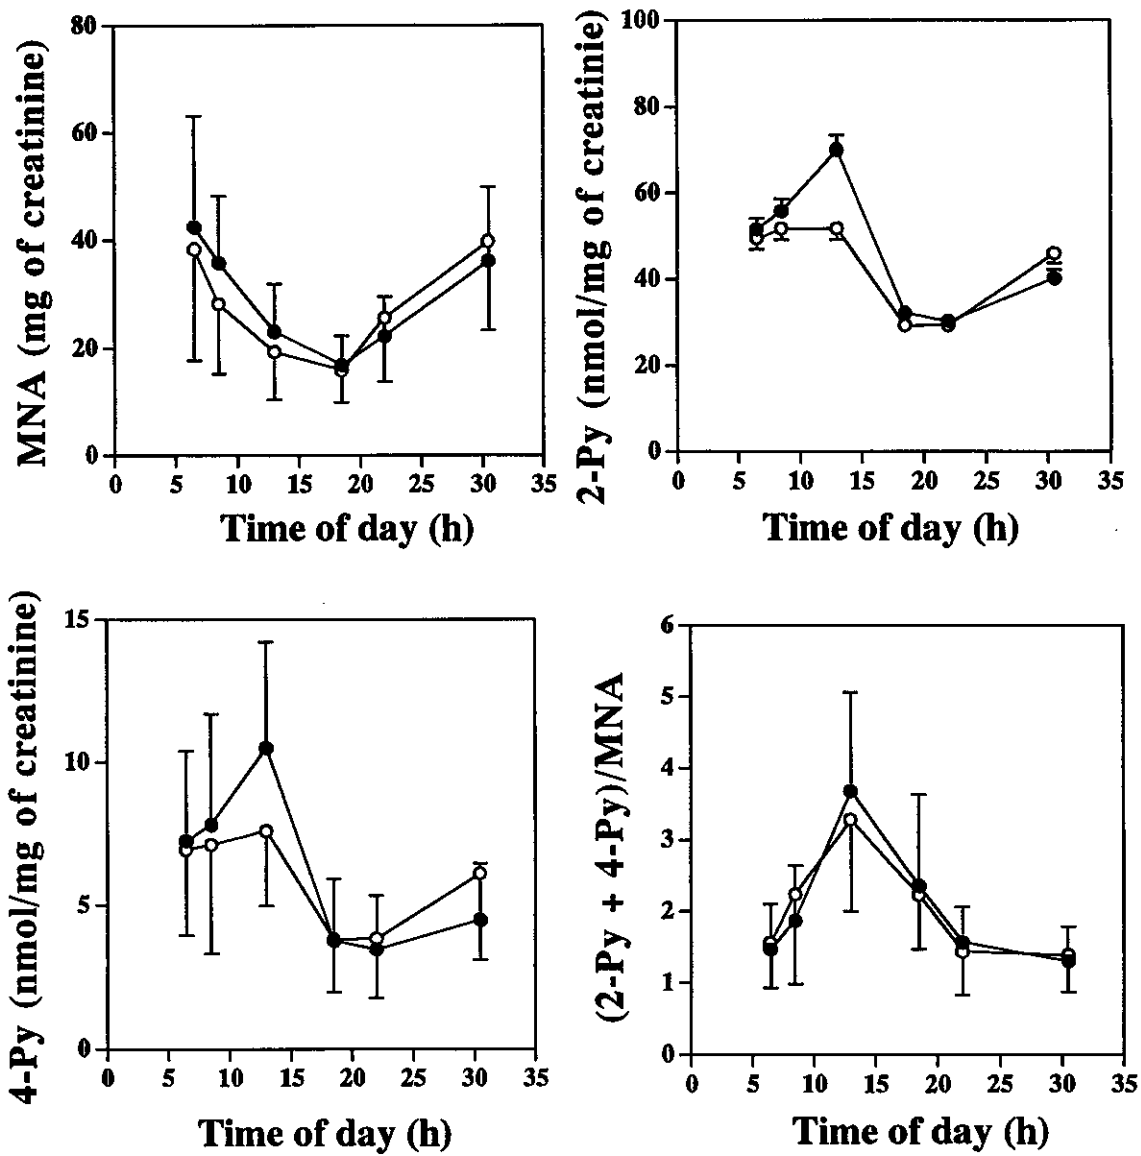 MNA (mg of creatinine)
80
60
40
20
0
0 5 10 15 20 25 30 35
Time of day (h)
2-Py (nmol/mg of creatinie)
100
80
60
40
20
0
0 5 10 15 20 25 30 35
Time of day (h)
4-Py (nmol/mg of creatinine)
15
10
5
0
0 5 10 15 20 25 30 35
Time of day (h)
(2-Py + 4-Py)/MNA
6
5
4
3
2
1
0
0 5 10 15 20 25 30 35
Time of day (h)